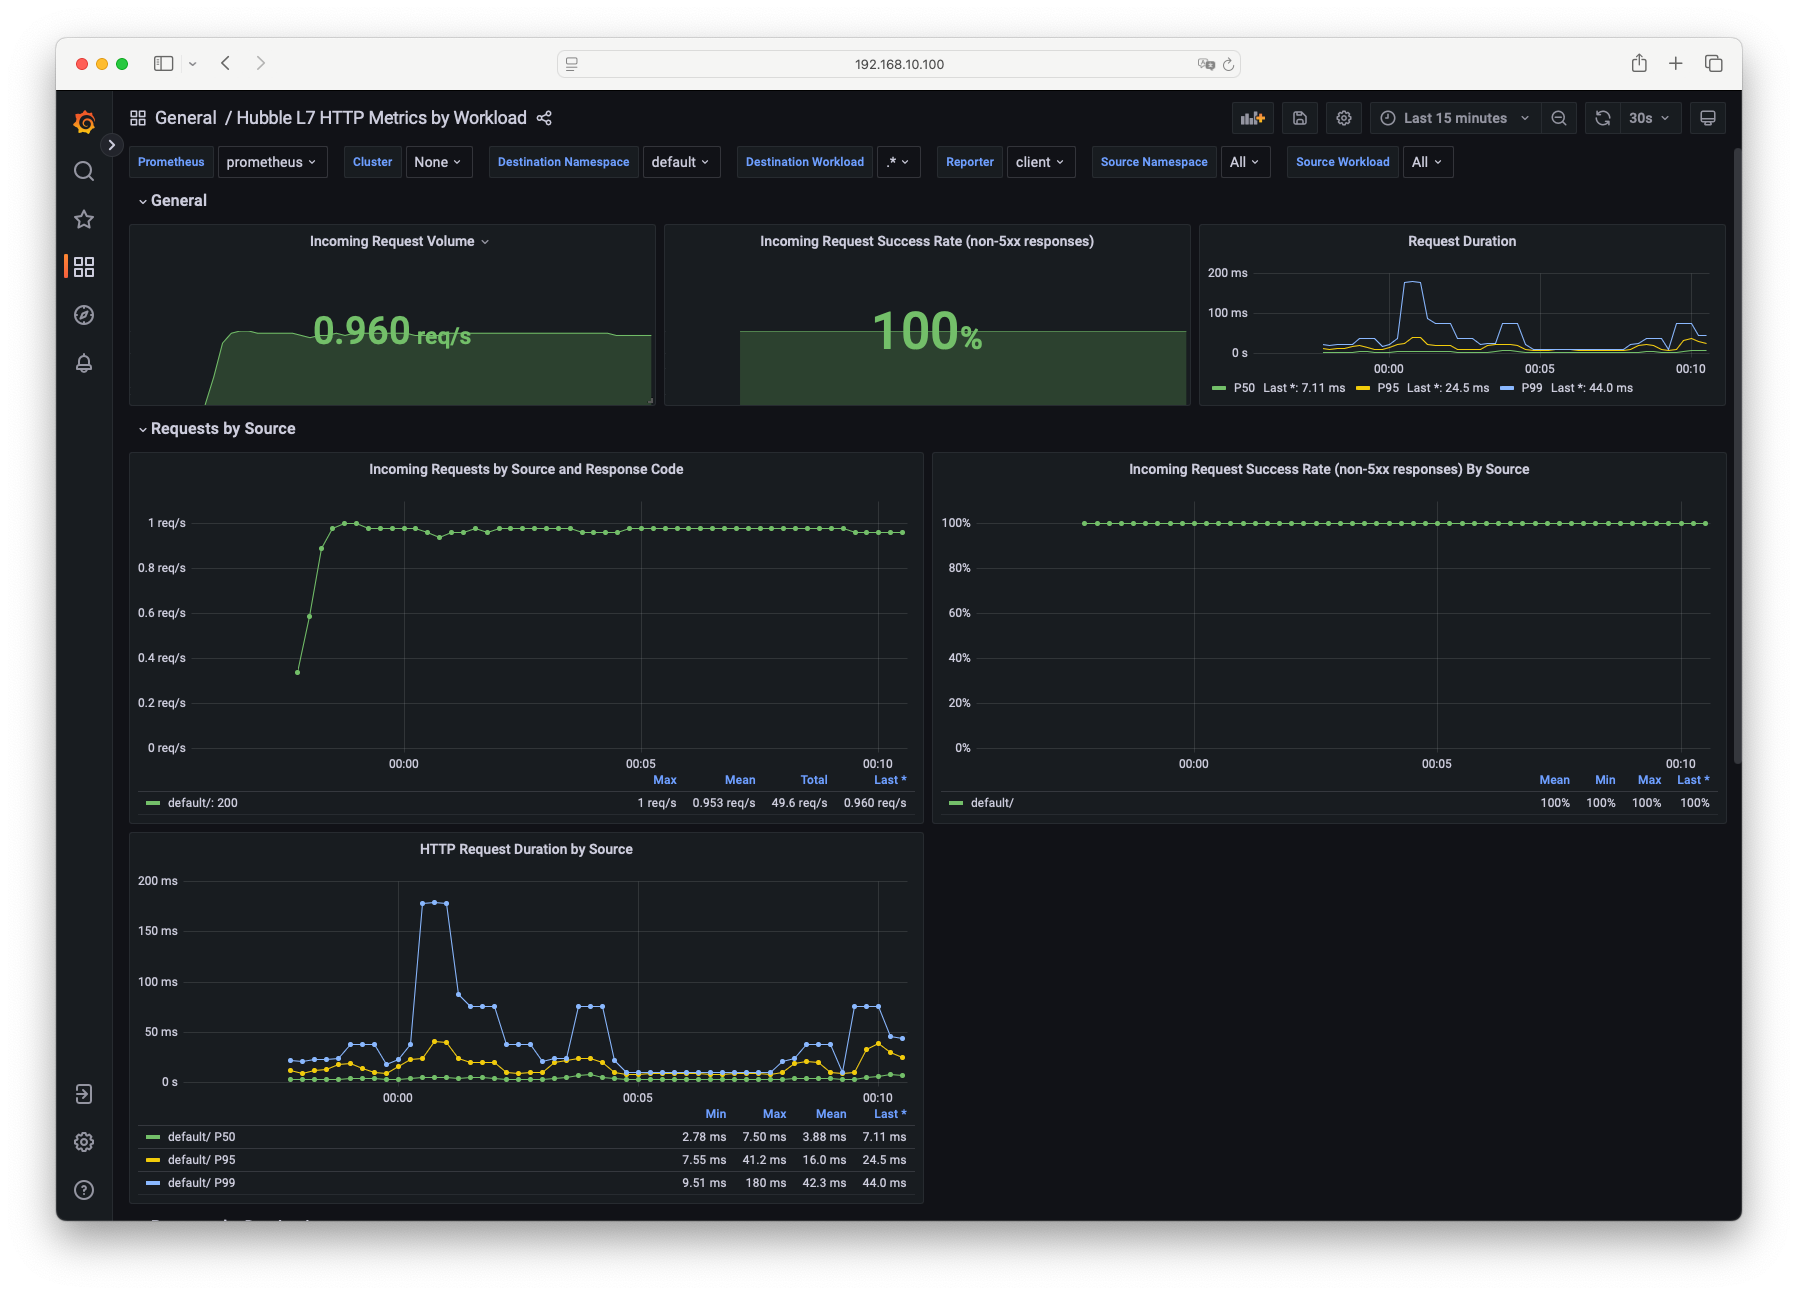 192.168.10.100
General / Hubble L7 HTTP Metrics by Workload
Last 15 minutes
30s
Prometheus prometheus Cluster None Destination Namespace default Destination Workload .* Reporter client Source Namespace All Source Workload All
General
Incoming Request Volume
0.960 req/s
Incoming Request Success Rate (non-5xx responses)
100%
Request Duration
200 ms
100 ms
0 s
00:00 00:05 00:10
P50 Last *: 7.11 ms P95 Last *: 24.5 ms P99 Last *: 44.0 ms
Requests by Source
Incoming Requests by Source and Response Code
1 req/s
0.8 req/s
0.6 req/s
0.4 req/s
0.2 req/s
0 req/s
00:00 00:05 00:10
Max Mean Total Last *
default/: 200 1 req/s 0.953 req/s 49.6 req/s 0.960 req/s
Incoming Request Success Rate (non-5xx responses) By Source
100%
80%
60%
40%
20%
0%
00:00 00:05 00:10
Mean Min Max Last *
default/ 100% 100% 100% 100%
HTTP Request Duration by Source
200 ms
150 ms
100 ms
50 ms
0 s
00:00 00:05 00:10
Min Max Mean Last *
default/ P50 2.78 ms 7.50 ms 3.88 ms 7.11 ms
default/ P95 7.55 ms 41.2 ms 16.0 ms 24.5 ms
default/ P99 9.51 ms 180 ms 42.3 ms 44.0 ms